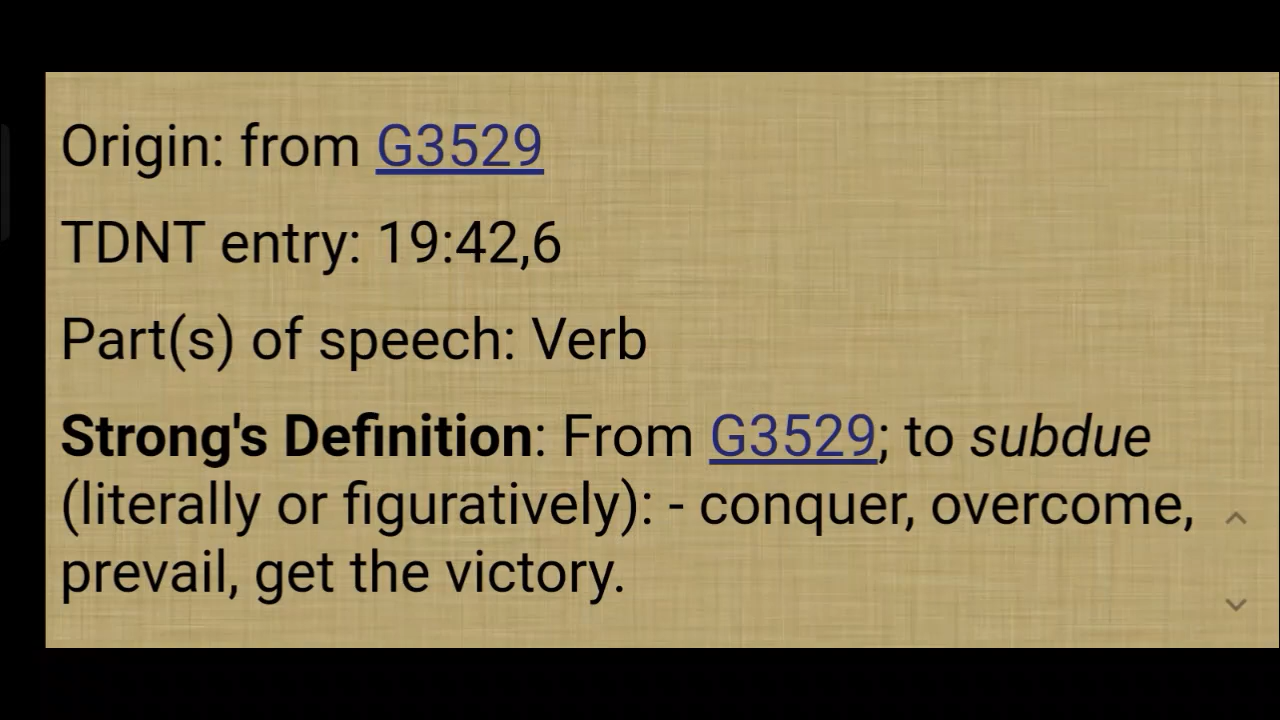 Origin: from G3529
TDNT entry: 19:42,6
Part(s) of speech: Verb
Strong's Definition: From G3529; to subdue
(literally or figuratively): - conquer, overcome,
prevail, get the victory.